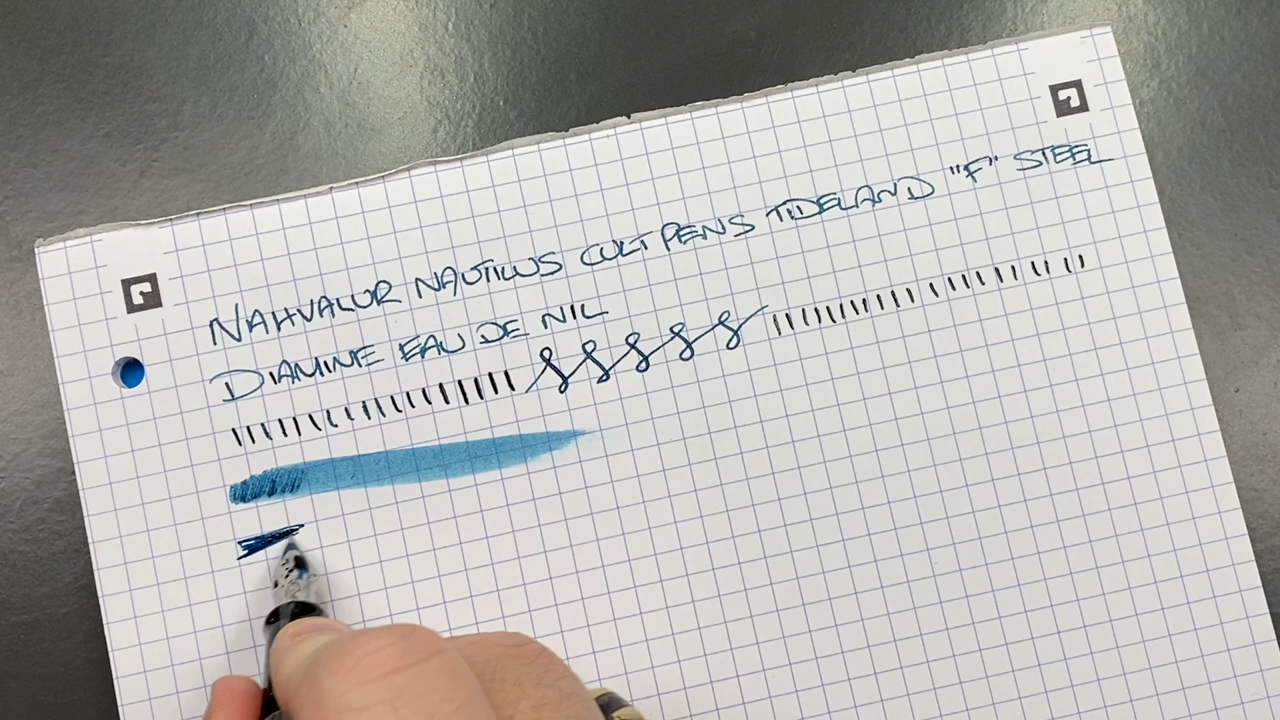 NAHVALUR NAUTILUS CULT PENS TIDELAND "F" STEEL
DIAMINE EAU DE NIL